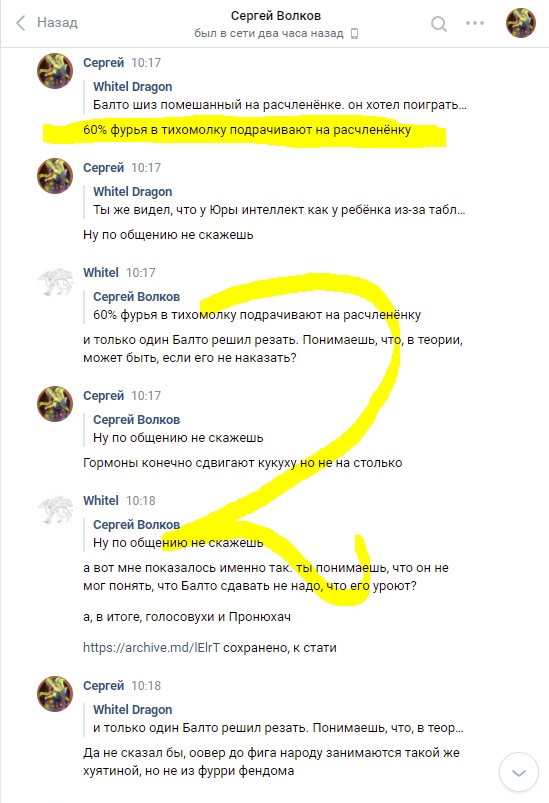 Назад
Сергей Волков
был в сети два часа назад
Сергей 10:17
Whitel Dragon
Балто шиз помешанный на расчленёнке. он хотел поиграть...
60% фурья в тихомолку подрачивают на расчленёнку
Сергей 10:17
Whitel Dragon
Ты же видел, что у Юры интеллект как у ребёнка из-за табл...
Ну по общению не скажешь
Whitel 10:17
Сергей Волков
60% фурья в тихомолку подрачивают на расчленёнку
и только один Балто решил резать. Понимаешь, что, в теории,
может быть, если его не наказать?
Сергей 10:17
Сергей Волков
Ну по общению не скажешь
Гормоны конечно сдвигают кукуху но не на столько
Whitel 10:18
Сергей Волков
Ну по общению не скажешь
а вот мне показалось именно так. ты понимаешь, что он не
мог понять, что Балто сдавать не надо, что его уроют?
а, в итоге, голосовухи и Пронюхач
https://archive.md/lElrT сохранено, к стати
Сергей 10:18
Whitel Dragon
и только один Балто решил резать. Понимаешь, что, в теор...
Да не сказал бы, оовер до фига народу занимаются такой же
хуятиной, но не из фурри фендома
2